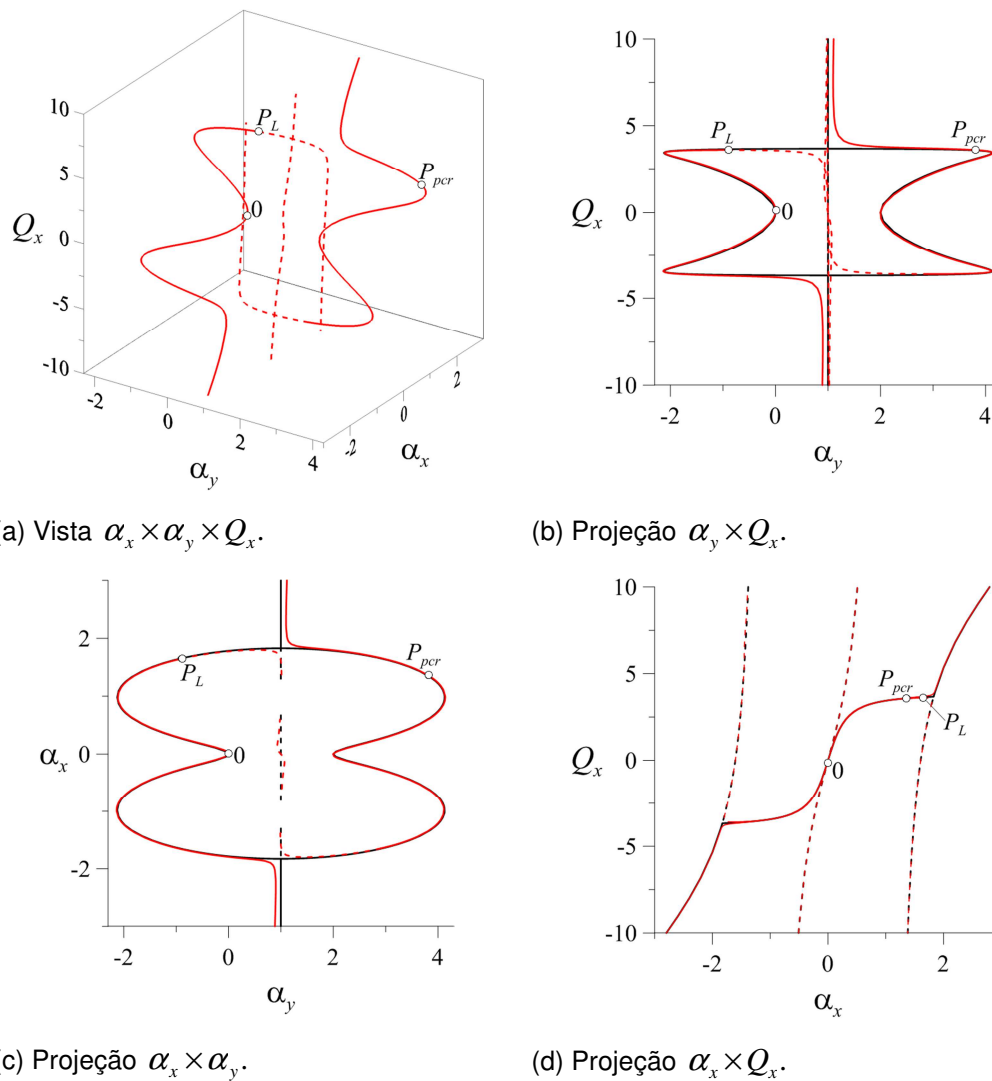 10
5
0
-5
-10
Q_x
P_L
P_pcr
0
-2
0
2
4
α_y
-2
0
2
α_x
(a) Vista α_x × α_y × Q_x.
10
5
0
-5
-10
Q_x
P_L
P_pcr
0
-2
0
2
4
α_y
(b) Projeção α_y × Q_x.
2
0
-2
α_x
P_L
P_pcr
0
-2
0
2
4
α_y
(c) Projeção α_x × α_y.
10
5
0
-5
-10
Q_x
P_pcr
P_L
0
-2
0
2
α_x
(d) Projeção α_x × Q_x.